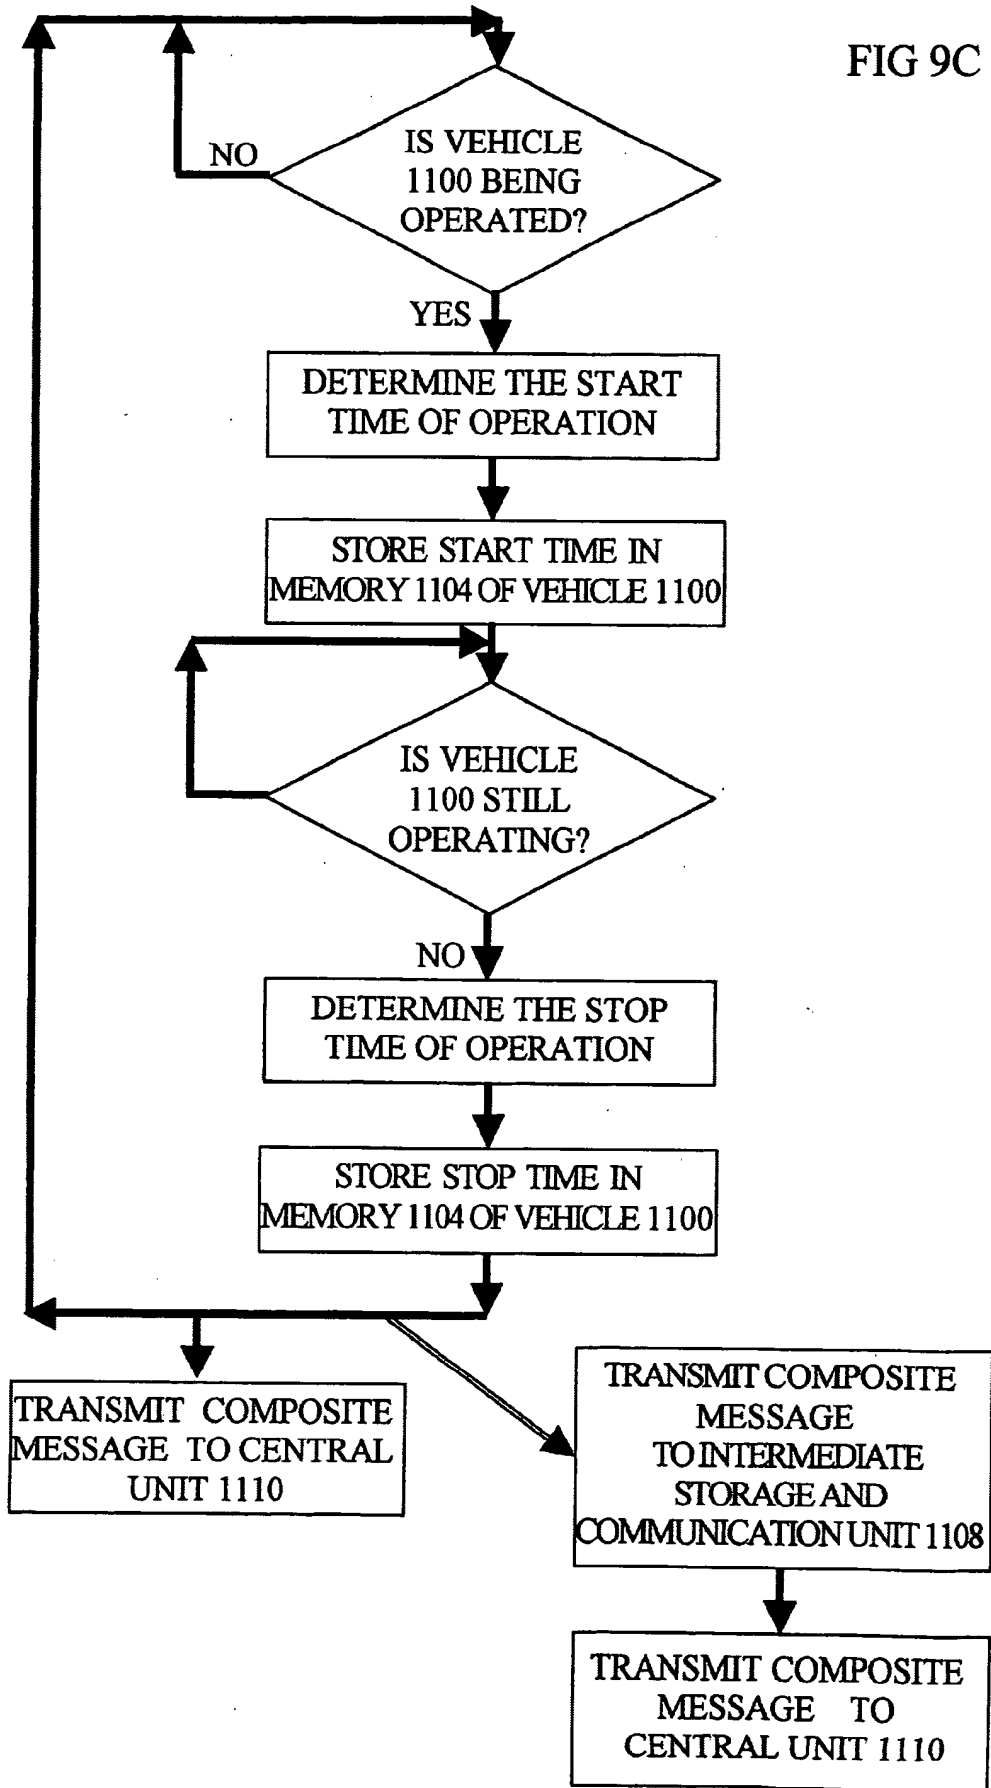 FIG 9C
IS VEHICLE
1100 BEING
OPERATED?
NO
YES
DETERMINE THE START
TIME OF OPERATION
STORE START TIME IN
MEMORY 1104 OF VEHICLE 1100
IS VEHICLE
1100 STILL
OPERATING?
NO
DETERMINE THE STOP
TIME OF OPERATION
STORE STOP TIME IN
MEMORY 1104 OF VEHICLE 1100
TRANSMIT COMPOSITE
MESSAGE TO CENTRAL
UNIT 1110
TRANSMIT COMPOSITE
MESSAGE
TO INTERMEDIATE
STORAGE AND
COMMUNICATION UNIT 1108
TRANSMIT COMPOSITE
MESSAGE TO
CENTRAL UNIT 1110